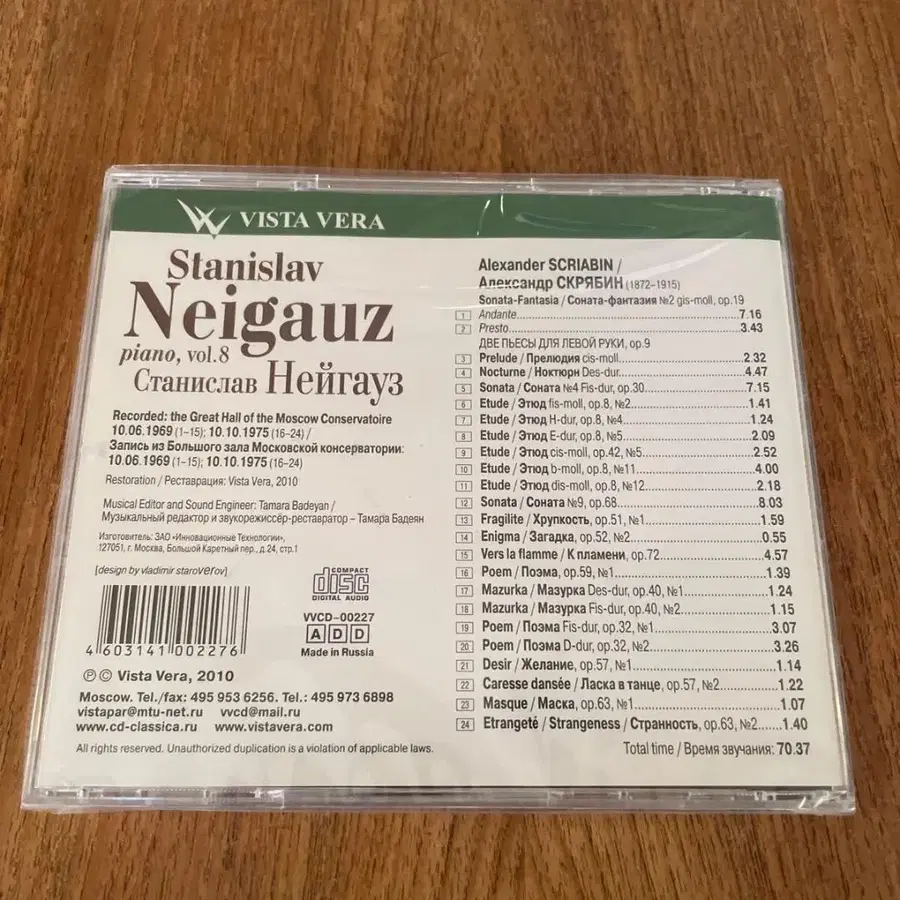 VISTA VERA
Stanislav
Neigauz
piano, vol.8
Станислав Нейгауз
Recorded: the Great Hall of the Moscow Conservatoire
10.06.1969 (1–15); 10.10.1975 (16–24) /
Запись из Большого зала Московской консерватории:
10.06.1969 (1–15); 10.10.1975 (16–24)
Restoration / Реставрация: Vista Vera, 2010
Musical Editor and Sound Engineer: Tamara Badeyan /
Музыкальный редактор и звукорежиссёр-реставратор – Тамара Бадеян
Изготовитель: ЗАО «Инновационные Технологии»,
127051, г. Москва, Большой Каретный пер., д.24, стр.1
[design by vladimir staroverov]
COMPACT
disc
DIGITAL AUDIO
VVCD–00227
ADD
Made in Russia
4 603141 002276
℗ © Vista Vera, 2010
Moscow. Tel./fax: 495 953 6256. Tel.: 495 973 6898
vistapar@mtu-net.ru vvcd@mail.ru
www.cd-classica.ru www.vistavera.com
All rights reserved. Unauthorized duplication is a violation of applicable laws.
Alexander SCRIABIN /
Александр СКРЯБИН (1872–1915)
Sonata-Fantasia / Соната-фантазия №2 gis-moll, op.19
1 Andante 7.16
2 Presto 3.43
ДВЕ ПЬЕСЫ ДЛЯ ЛЕВОЙ РУКИ, op.9
3 Prelude / Прелюдия cis-moll 2.32
4 Nocturne / Ноктюрн Des-dur 4.47
5 Sonata / Соната №4 Fis-dur, op.30 7.15
6 Etude / Этюд fis-moll, op.8, №2 1.41
7 Etude / Этюд H-dur, op.8, №4 1.24
8 Etude / Этюд E-dur, op.8, №5 2.09
9 Etude / Этюд cis-moll, op.42, №5 2.52
10 Etude / Этюд b-moll, op.8, №11 4.00
11 Etude / Этюд dis-moll, op.8, №12 2.18
12 Sonata / Соната №9, op.68 8.03
13 Fragilite / Хрупкость, op.51, №1 1.59
14 Enigma / Загадка, op.52, №2 0.55
15 Vers la flamme / К пламени, op.72 4.57
16 Poem / Поэма, op.59, №1 1.39
17 Mazurka / Мазурка Des-dur, op.40, №1 1.24
18 Mazurka / Мазурка Fis-dur, op.40, №2 1.15
19 Poem / Поэма Fis-dur, op.32, №1 3.07
20 Poem / Поэма D-dur, op.32, №2 3.26
21 Desir / Желание, op.57, №1 1.14
22 Caresse dansée / Ласка в танце, op.57, №2 1.22
23 Masque / Маска, op.63, №1 1.07
24 Etrangeté / Strangeness / Странность, op.63, №2 1.40
Total time / Время звучания: 70.37